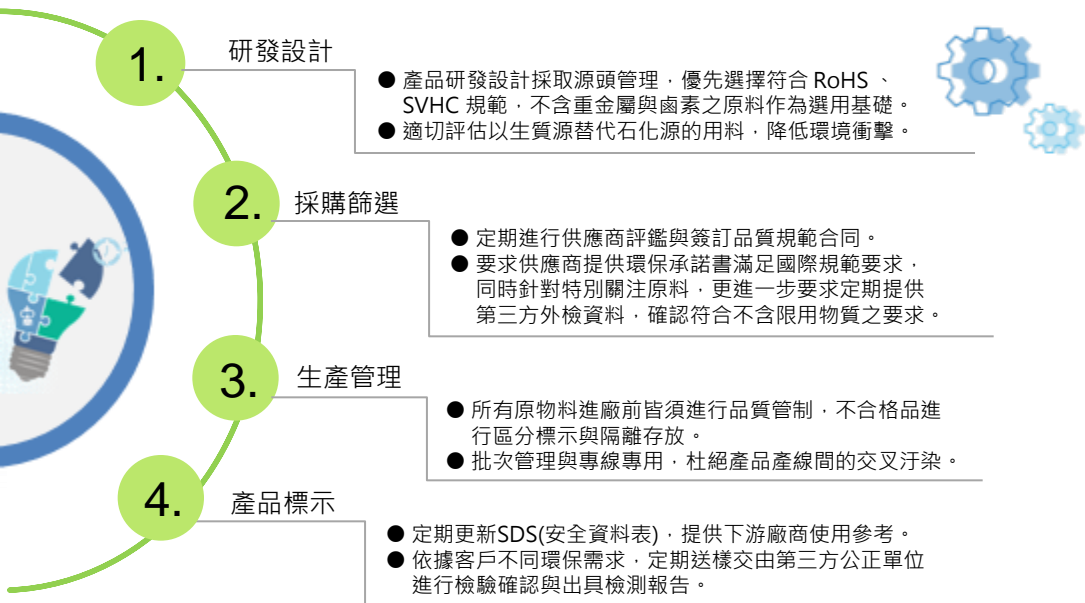 1.
研發設計
● 產品研發設計採取源頭管理，優先選擇符合 RoHS 、
SVHC 規範，不含重金屬與鹵素之原料作為選用基礎。
● 適切評估以生質源替代石化源的用料，降低環境衝擊。
2.
採購篩選
● 定期進行供應商評鑑與簽訂品質規範合同。
● 要求供應商提供環保承諾書滿足國際規範要求，
同時針對特別關注原料，更進一步要求定期提供
第三方外檢資料，確認符合不含限用物質之要求。
3.
生產管理
● 所有原物料進廠前皆須進行品質管制，不合格品進
行區分標示與隔離存放。
● 批次管理與專線專用，杜絕產品產線間的交叉汙染。
4.
產品標示
● 定期更新SDS(安全資料表)，提供下游廠商使用參考。
● 依據客戶不同環保需求，定期送樣交由第三方公正單位
進行檢驗確認與出具檢測報告。